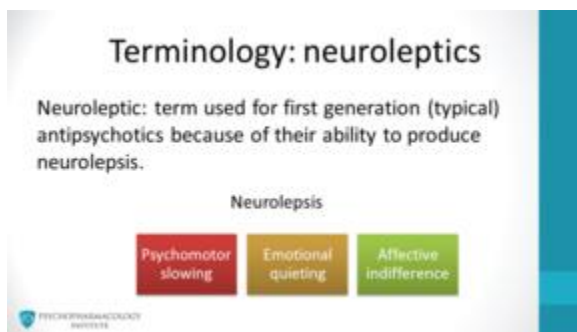 Terminology: neuroleptics
Neuroleptic: term used for first generation (typical)
antipsychotics because of their ability to produce
neurolepsis.
Neurolepsis
Psychomotor
slowing
Emotional
quieting
Affective
indifference
PSYCHOPHARMACOLOGY
INSTITUTE